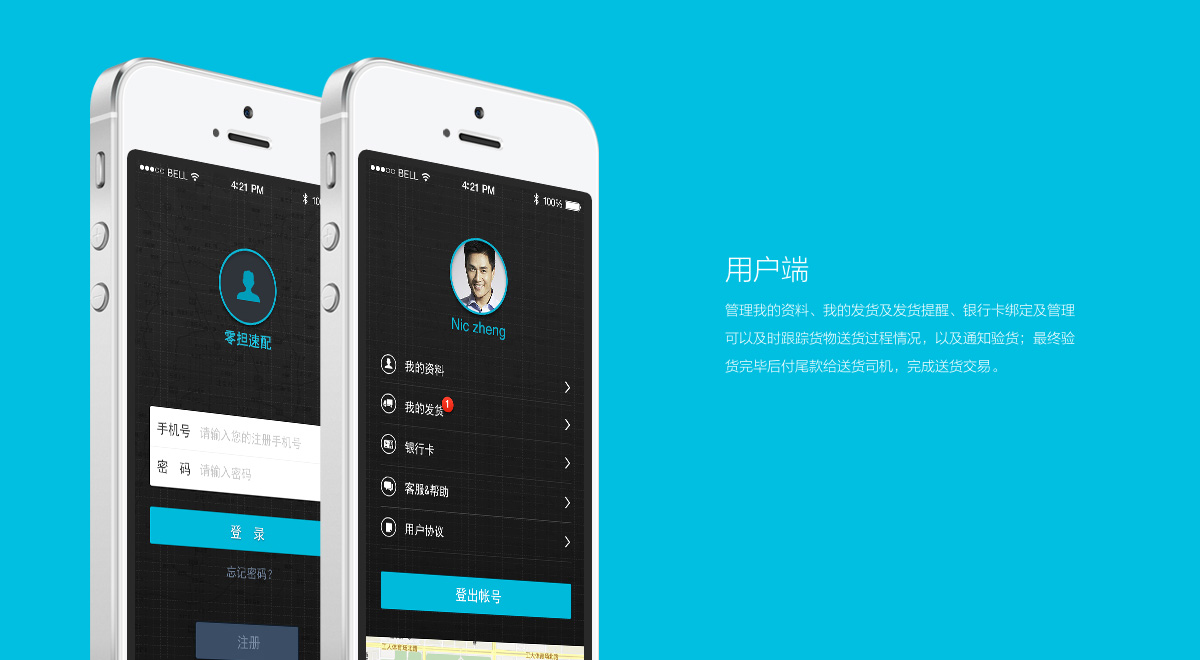 ●●●○○ BELL
4:21 PM
零担速配
手机号 请输入您的注册手机号
密 码 请输入密码
登 录
忘记密码?
注册
●●●○○ BELL
4:21 PM
100%
Nic zheng
我的资料
我的发货 1
银行卡
客服&帮助
用户协议
登出帐号
用户端
管理我的资料、我的发货及发货提醒、银行卡绑定及管理
可以及时跟踪货物送货过程情况，以及通知验货；最终验
货完毕后付尾款给送货司机，完成送货交易。